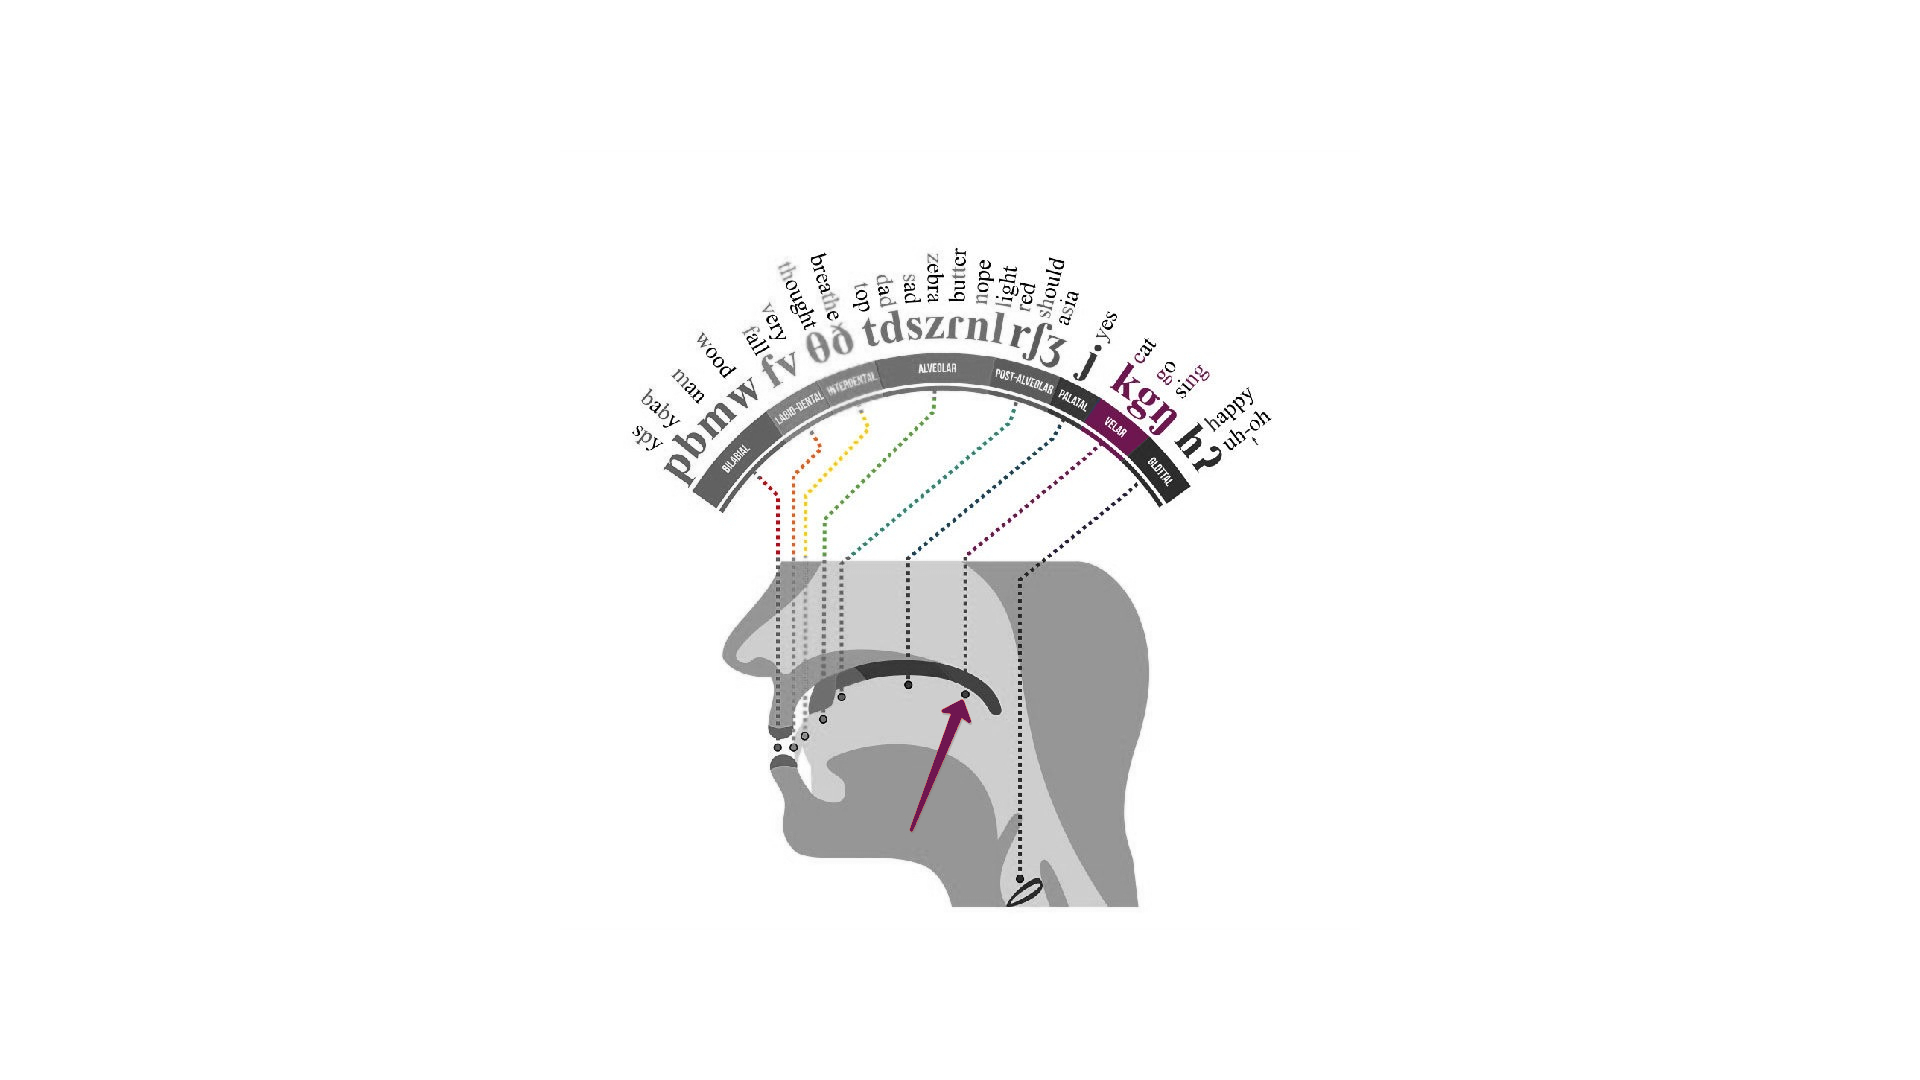 spy
baby
man
wood
fall
very
thought
breathe
top
dad
sad
zebra
butter
nope
light
red
should
asia
yes
cat
go
sing
happy
uh-oh
pbmw
fv
θð
tdszɾnl
rʃʒ
j
kgŋ
hʔ
BILABIAL
LABIO-DENTAL
INTERDENTAL
ALVEOLAR
POST-ALVEOLAR
PALATAL
VELAR
GLOTTAL